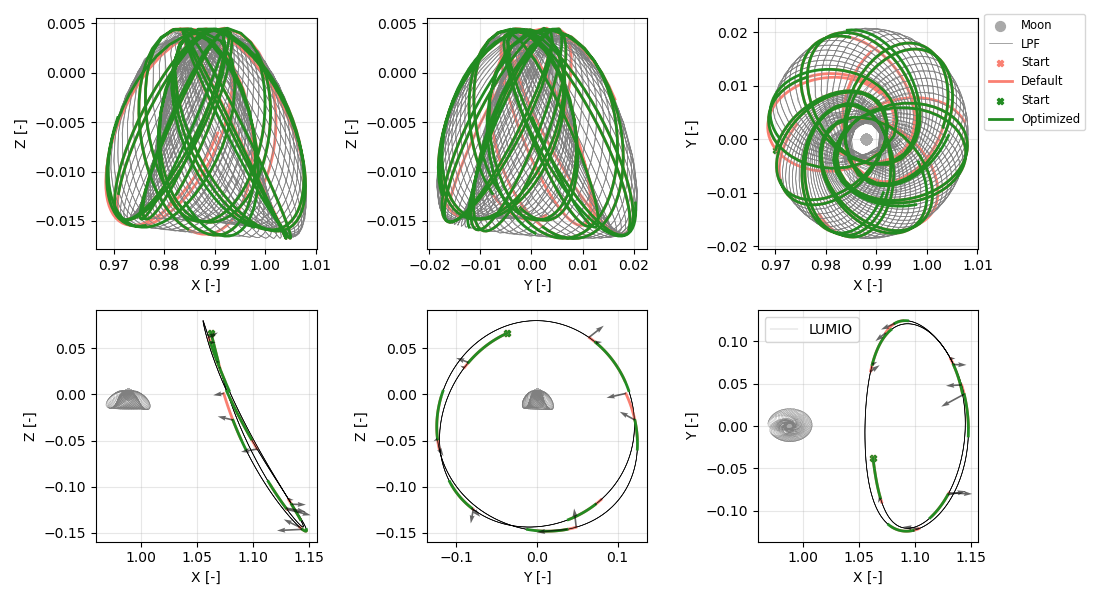 0.005
0.000
−0.005
−0.010
−0.015
Z [-]
0.97 0.98 0.99 1.00 1.01
X [-]
0.005
0.000
−0.005
−0.010
−0.015
Z [-]
−0.02 −0.01 0.00 0.01 0.02
Y [-]
0.02
0.01
0.00
−0.01
−0.02
Y [-]
0.97 0.98 0.99 1.00 1.01
X [-]
Moon
LPF
Start
Default
Start
Optimized
0.05
0.00
−0.05
−0.10
−0.15
Z [-]
1.00 1.05 1.10 1.15
X [-]
0.05
0.00
−0.05
−0.10
−0.15
Z [-]
−0.1 0.0 0.1
Y [-]
LUMIO
0.10
0.05
0.00
−0.05
−0.10
Y [-]
1.00 1.05 1.10 1.15
X [-]